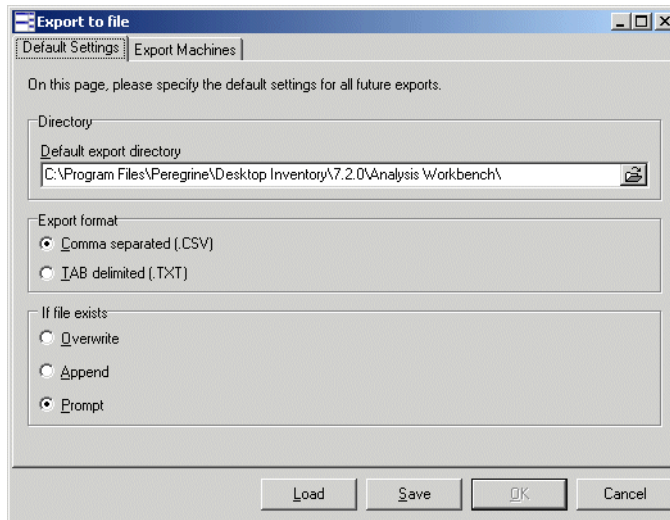 Export to file
Default Settings
Export Machines
On this page, please specify the default settings for all future exports.
Directory
Default export directory
C:\Program Files\Peregrine\Desktop Inventory\7.2.0\Analysis Workbench\
Export format
Comma separated (.CSV)
TAB delimited (.TXT)
If file exists
Overwrite
Append
Prompt
Load
Save
OK
Cancel